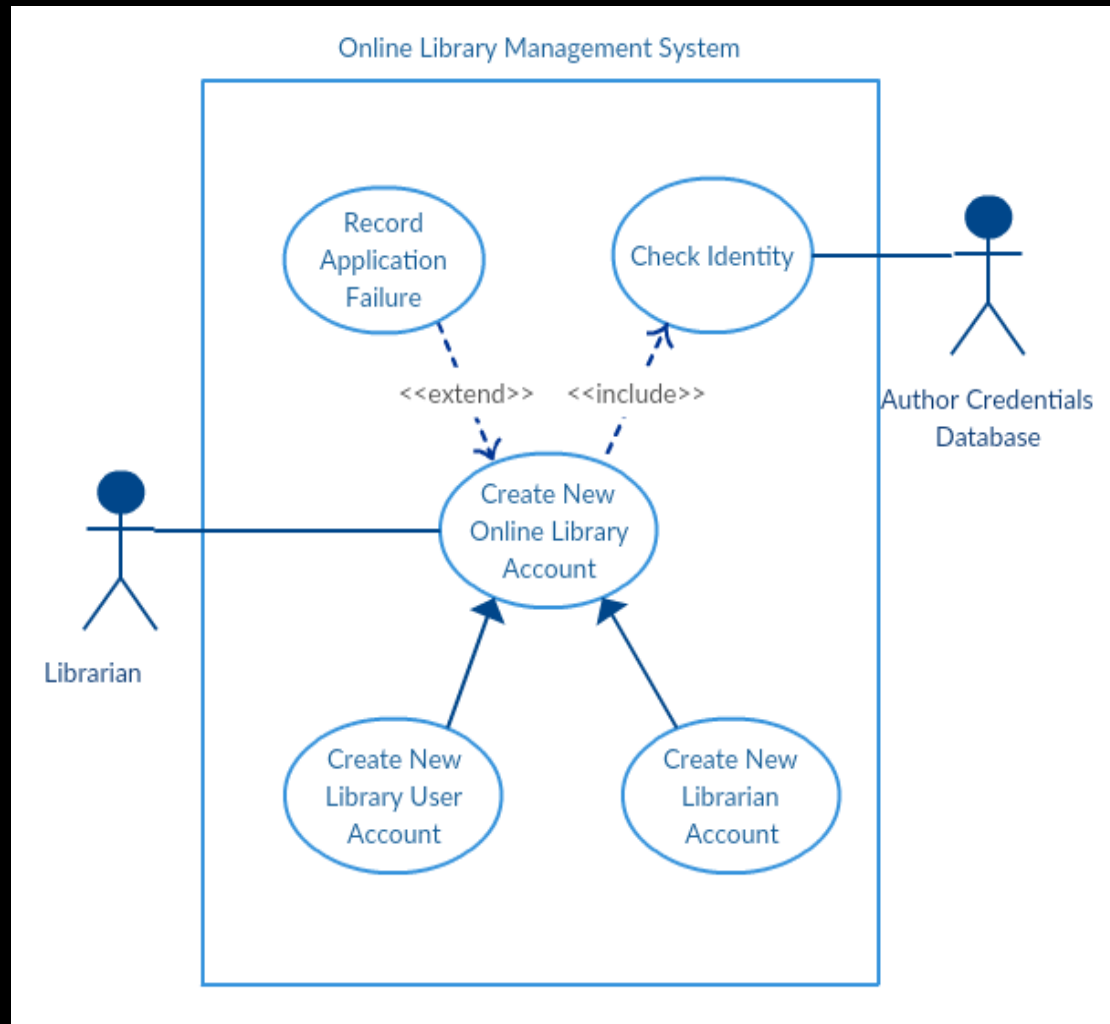 Online Library Management System
Record
Application
Failure
Check Identity
<<extend>>
<<include>>
Author Credentials
Database
Create New
Online Library
Account
Librarian
Create New
Library User
Account
Create New
Librarian
Account